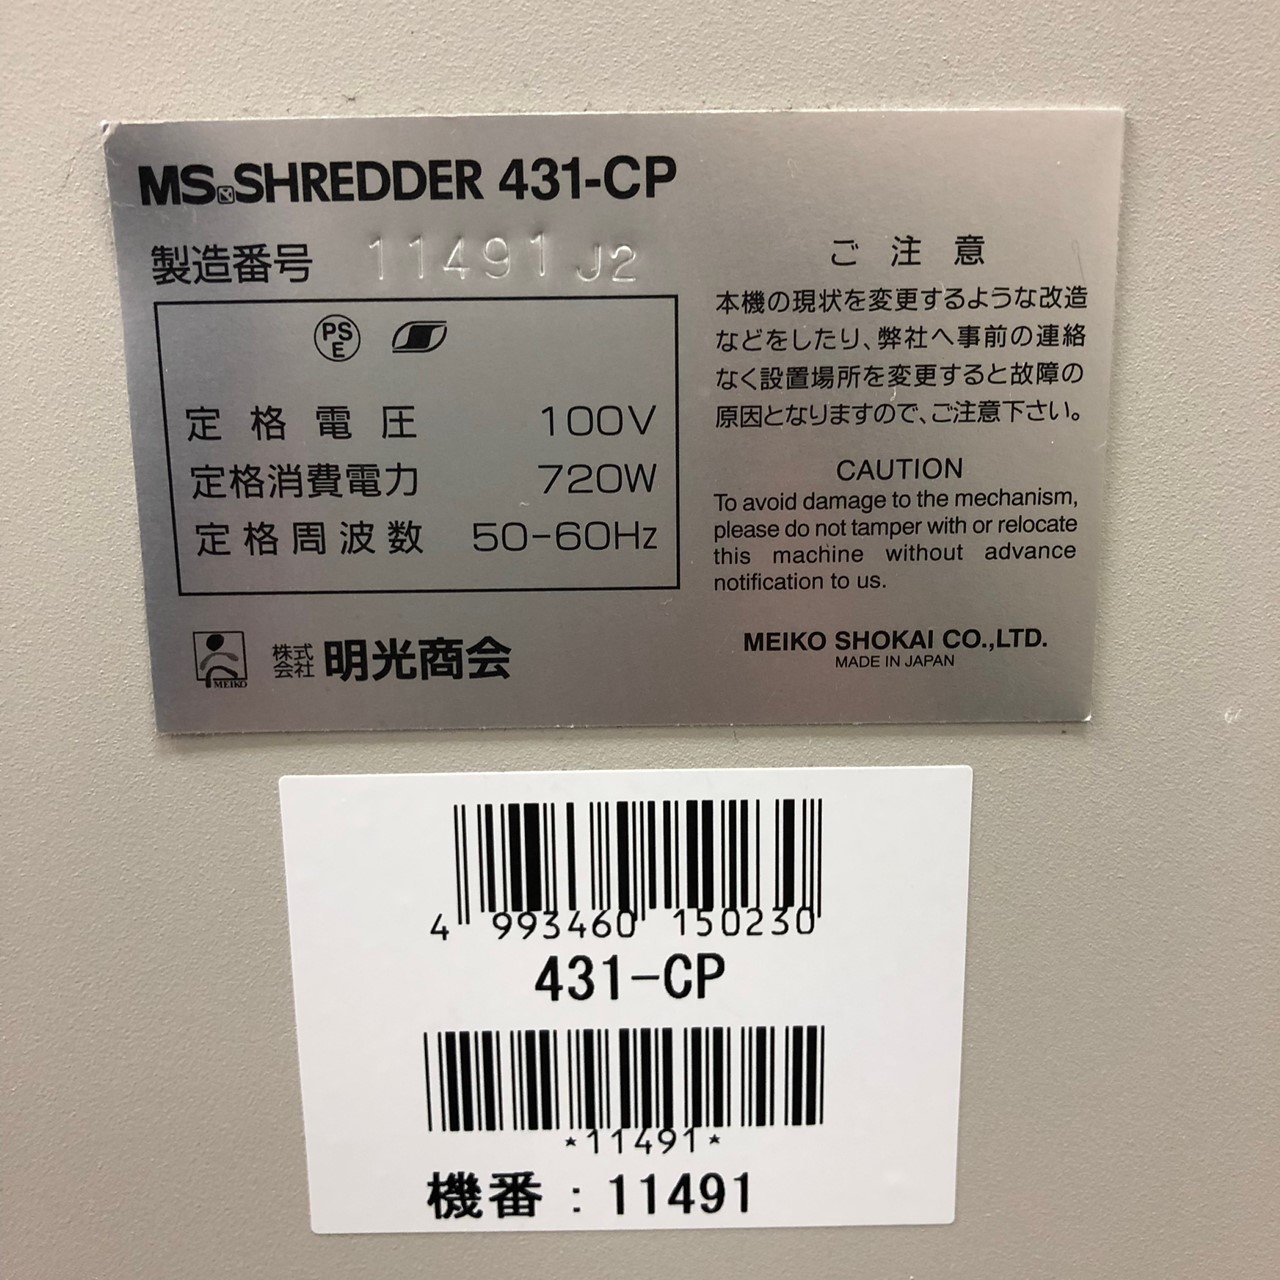 MS SHREDDER 431-CP
製造番号 11491 J2
PS
E
定格電圧 100V
定格消費電力 720W
定格周波数 50-60Hz
MEIKO
株式会社 明光商会
ご注意
本機の現状を変更するような改造
などをしたり、弊社へ事前の連絡
なく設置場所を変更すると故障の
原因となりますので、ご注意下さい。
CAUTION
To avoid damage to the mechanism,
please do not tamper with or relocate
this machine without advance
notification to us.
MEIKO SHOKAI CO.,LTD.
MADE IN JAPAN
4 993460 150230
431-CP
*11491*
機番：11491